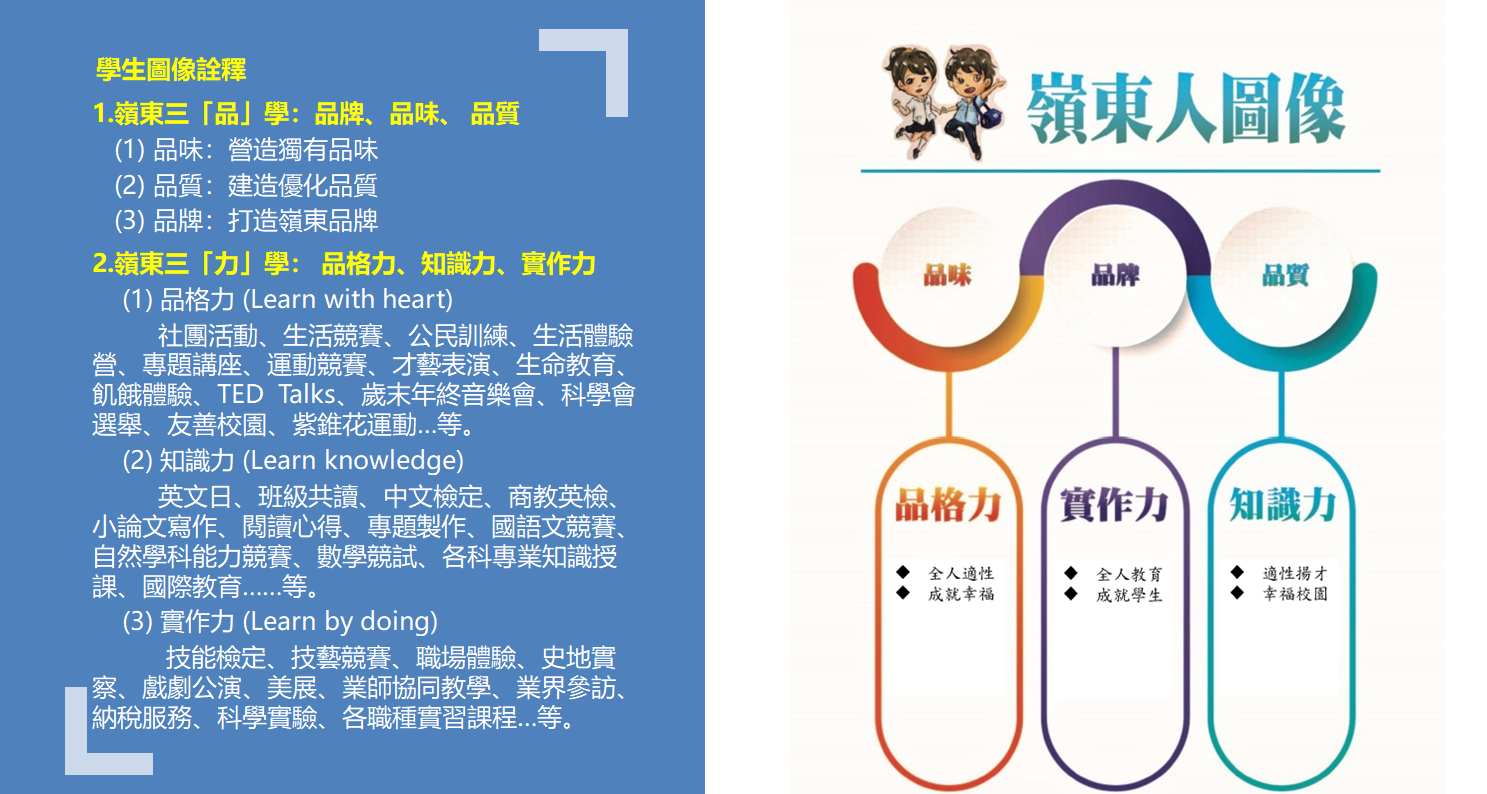 學生圖像詮釋
1.嶺東三「品」學：品牌、品味、 品質
(1) 品味：營造獨有品味
(2) 品質：建造優化品質
(3) 品牌：打造嶺東品牌
2.嶺東三「力」學： 品格力、知識力、實作力
(1) 品格力 (Learn with heart)
社團活動、生活競賽、公民訓練、生活體驗
營、專題講座、運動競賽、才藝表演、生命教育、
飢餓體驗、TED Talks、歲末年終音樂會、科學會
選舉、友善校園、紫錐花運動...等。
(2) 知識力 (Learn knowledge)
英文日、班級共讀、中文檢定、商教英檢、
小論文寫作、閱讀心得、專題製作、國語文競賽、
自然學科能力競賽、數學競試、各科專業知識授
課、國際教育......等。
(3) 實作力 (Learn by doing)
技能檢定、技藝競賽、職場體驗、史地實
察、戲劇公演、美展、業師協同教學、業界參訪、
納稅服務、科學實驗、各職種實習課程...等。
嶺東人圖像
品味
品牌
品質
品格力
◆ 全人適性
◆ 成就幸福
實作力
◆ 全人教育
◆ 成就學生
知識力
◆ 適性揚才
◆ 幸福校園